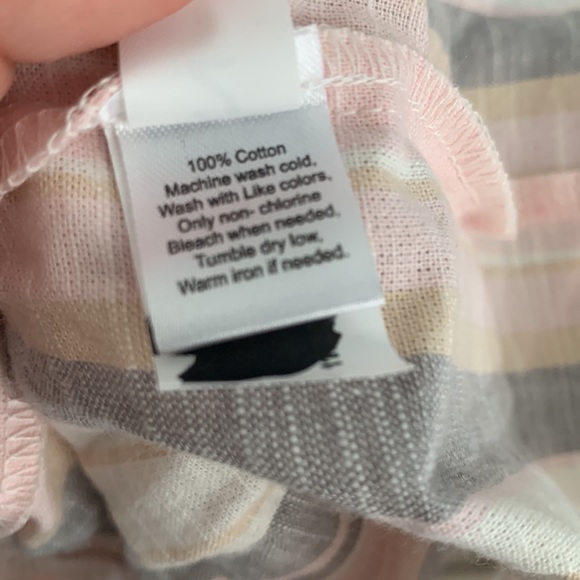 100% Cotton
Machine wash cold.
Wash with Like colors.
Only non- chlorine
Bleach when needed.
Tumble dry low.
Warm iron if needed.